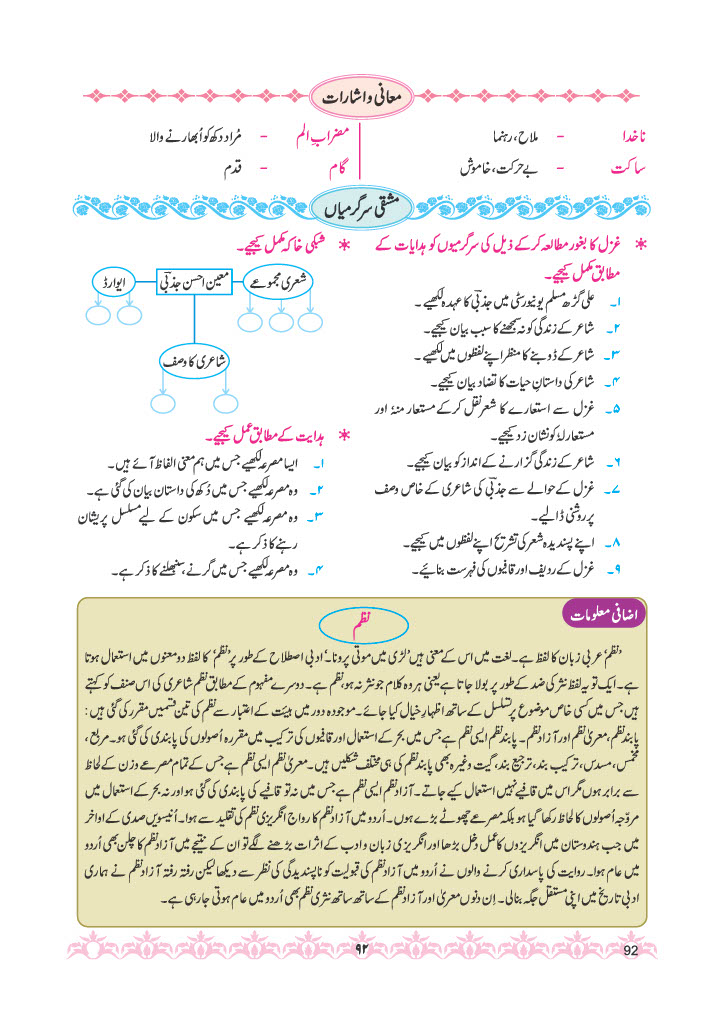 معانی و اشارات
ناخدا - ملاح، رہنما
ساکت - بے حرکت، خاموش
مضرابِ الم - مُراد دکھ کو اُبھارنے والا
گام - قدم
مشقی سرگرمیاں
* غزل کا بغور مطالعہ کرکے ذیل کی سرگرمیوں کو ہدایات کے
مطابق مکمل کیجیے۔
۱۔ علی گڑھ مسلم یونیورسٹی میں جذبیؔ کا عہدہ لکھیے۔
۲۔ شاعر کے زندگی کو نہ سمجھنے کا سبب بیان کیجیے۔
۳۔ شاعر کے ڈوبنے کا منظر اپنے لفظوں میں لکھیے۔
۴۔ شاعر کی داستانِ حیات کا تضاد بیان کیجیے۔
۵۔ غزل سے استعارے کا شعر نقل کرکے مستعار منہٗ اور
مستعار لہٗ کو نشان زد کیجیے۔
۶۔ شاعر کے زندگی گزارنے کے انداز کو بیان کیجیے۔
۷۔ غزل کے حوالے سے جذبیؔ کی شاعری کے خاص وصف
پر روشنی ڈالیے۔
۸۔ اپنے پسندیدہ شعر کی تشریح اپنے لفظوں میں کیجیے۔
۹۔ غزل کے ردیف اور قافیوں کی فہرست بنائیے۔
* شبکی خاکہ مکمل کیجیے۔
شعری مجموعے
معین احسن جذبیؔ
ایوارڈ
شاعری کا وصف
* ہدایت کے مطابق عمل کیجیے۔
۱۔ ایسا مصرعہ لکھیے جس میں ہم معنی الفاظ آئے ہیں۔
۲۔ وہ مصرعہ لکھیے جس میں دُکھ کی داستان بیان کی گئی ہے۔
۳۔ وہ مصرعہ لکھیے جس میں سکون کے لیے مسلسل پریشان
رہنے کا ذکر ہے۔
۴۔ وہ مصرعہ لکھیے جس میں گرنے، سنبھلنے کا ذکر ہے۔
اضافی معلومات
نظم
’نظم‘ عربی زبان کا لفظ ہے۔ لغت میں اس کے معنی ہیں ’لڑی میں موتی پرونا۔‘ ادبی اصطلاح کے طور پر ’نظم‘ کا لفظ دو معنوں میں استعمال ہوتا
ہے۔ ایک تو یہ لفظ نثر کی ضد کے طور پر بولا جاتا ہے یعنی ہر وہ کلام جو نثر نہ ہو، نظم ہے۔ دوسرے مفہوم کے مطابق نظم شاعری کی اس صنف کو کہتے
ہیں جس میں کسی خاص موضوع پر تسلسل کے ساتھ اظہارِ خیال کیا جائے۔ موجودہ دور میں ہیئت کے اعتبار سے نظم کی تین قسمیں مقرر کی گئی ہیں:
پابند نظم، معریٰ نظم اور آزاد نظم۔ پابند نظم ایسی نظم ہے جس میں بحر کے استعمال اور قافیوں کی ترکیب میں مقررہ اُصولوں کی پابندی کی گئی ہو۔ مربع،
مخمس، مسدس، ترکیب بند، ترجیع بند، گیت وغیرہ بھی پابند نظم کی ہی مختلف شکلیں ہیں۔ معریٰ نظم ایسی نظم ہے جس کے تمام مصرعے وزن کے لحاظ
سے برابر ہوں مگر اس میں قافیے نہیں استعمال کیے جاتے۔ آزاد نظم ایسی نظم ہے جس میں نہ تو قافیے کی پابندی کی گئی ہو اور نہ بحر کے استعمال میں
مروّجہ اُصولوں کا لحاظ رکھا گیا ہو بلکہ مصرعے چھوٹے بڑے ہوں۔ اُردو میں آزاد نظم کا رواج انگریزی نظم کی تقلید سے ہوا۔ اُنیسویں صدی کے اواخر
میں جب ہندوستان میں انگریزوں کا عمل دخل بڑھا اور انگریزی زبان و ادب کے اثرات بڑھنے لگے تو ان کے نتیجے میں آزاد نظم کا چلن بھی اُردو
میں عام ہوا۔ روایت کی پاسداری کرنے والوں نے اُردو میں آزاد نظم کی قبولیت کو ناپسندیدگی کی نظر سے دیکھا لیکن رفتہ رفتہ آزاد نظم نے ہماری
ادبی تاریخ میں اپنی مستقل جگہ بنالی۔ اِن دنوں معریٰ اور آزاد نظم کے ساتھ ساتھ نثری نظم بھی اُردو میں عام ہوتی جارہی ہے۔
۹۲
92